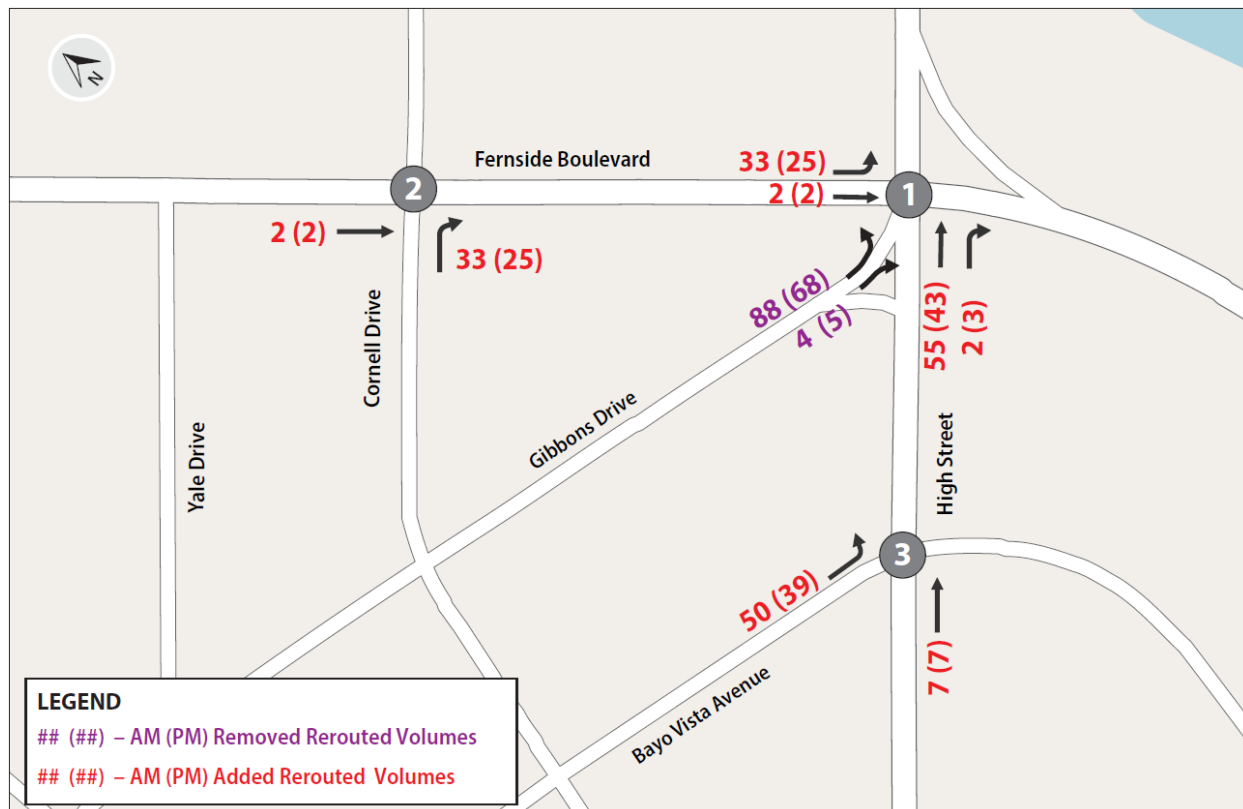 N
Fernside Boulevard
33 (25)
2 (2)
2
1
2 (2)
33 (25)
88 (68)
4 (5)
55 (43)
2 (3)
Cornell Drive
Yale Drive
Gibbons Drive
High Street
3
50 (39)
7 (7)
Bayo Vista Avenue
LEGEND
## (##) – AM (PM) Removed Rerouted Volumes
## (##) – AM (PM) Added Rerouted Volumes